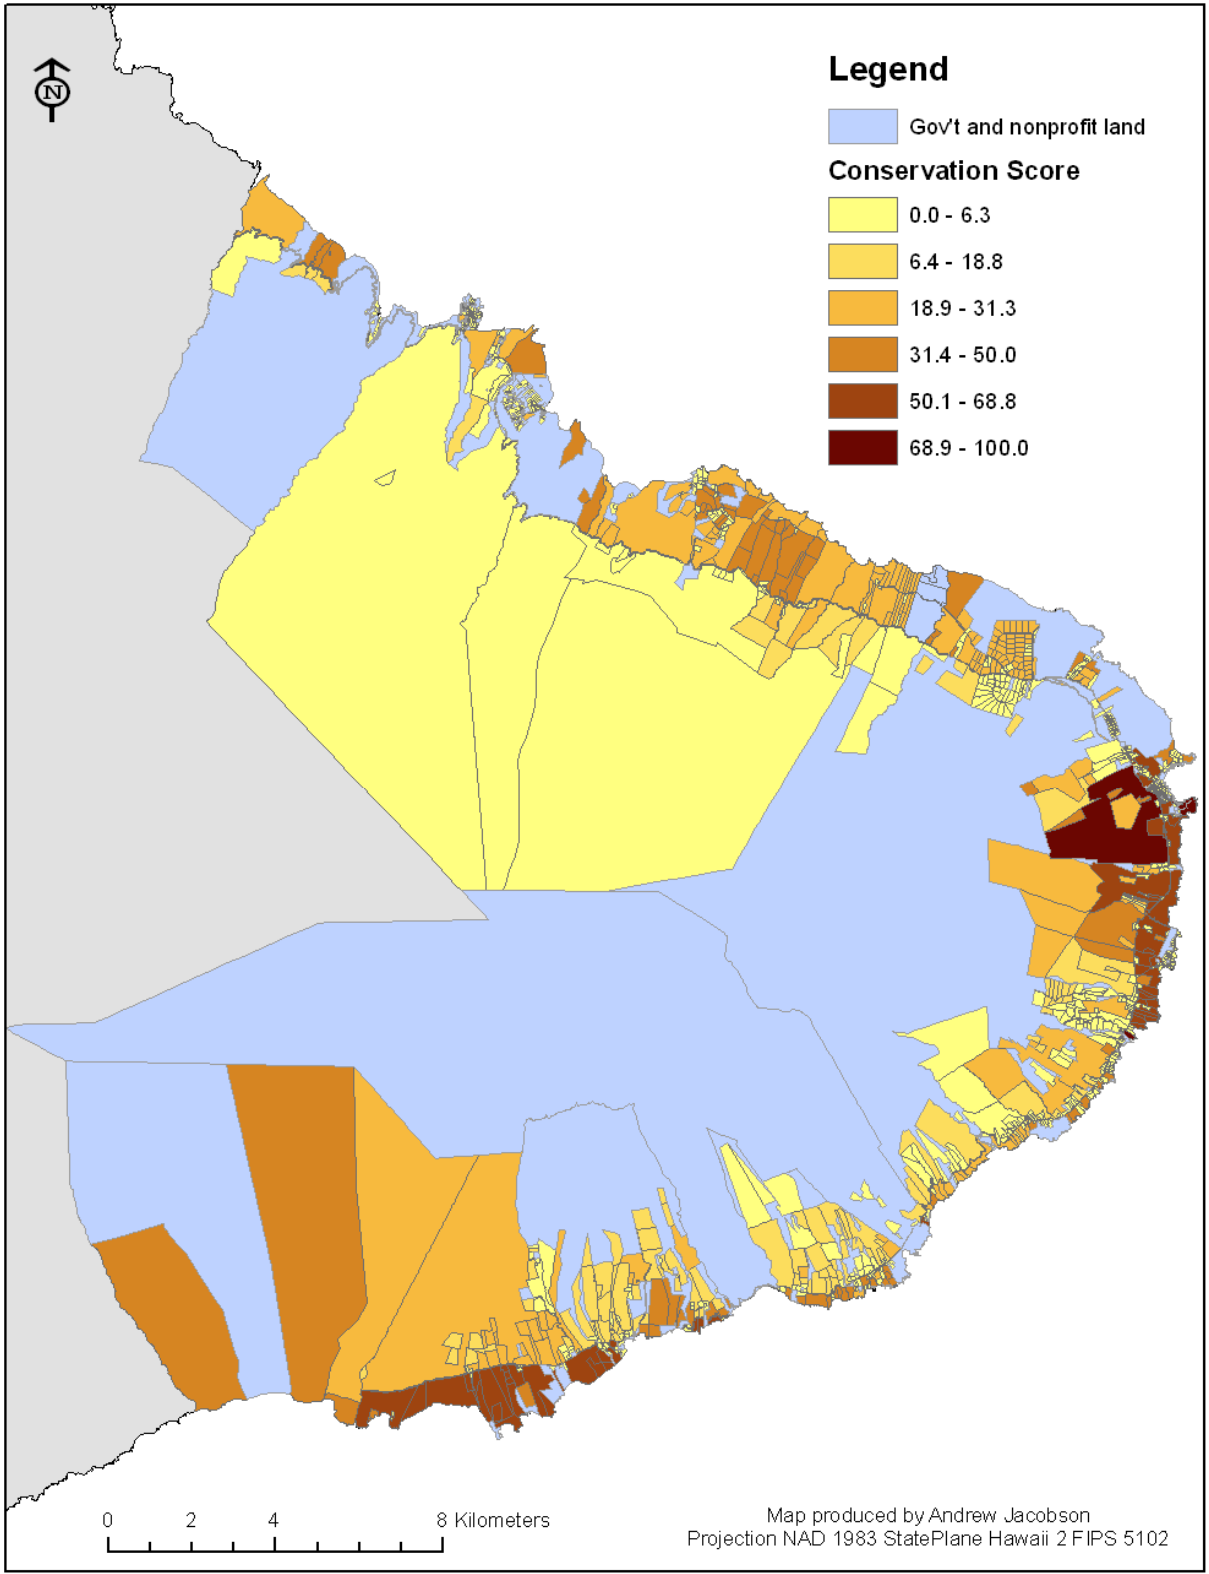 N
Legend
Gov't and nonprofit land
Conservation Score
0.0 - 6.3
6.4 - 18.8
18.9 - 31.3
31.4 - 50.0
50.1 - 68.8
68.9 - 100.0
0 2 4 8 Kilometers
Map produced by Andrew Jacobson
Projection NAD 1983 StatePlane Hawaii 2 FIPS 5102